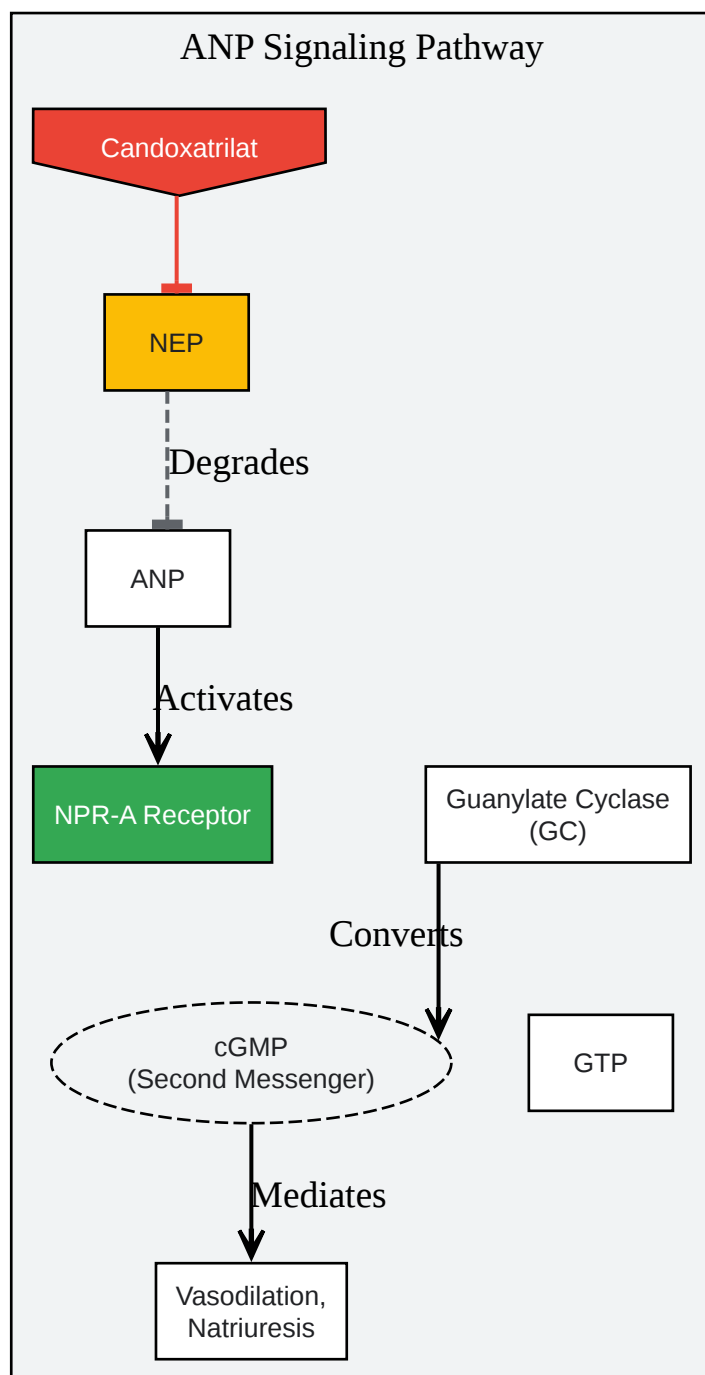 ANP Signaling Pathway
Candoxatrilat
NEP
Degrades
ANP
Activates
NPR-A Receptor
Guanylate Cyclase
(GC)
Converts
cGMP
(Second Messenger)
GTP
Mediates
Vasodilation,
Natriuresis